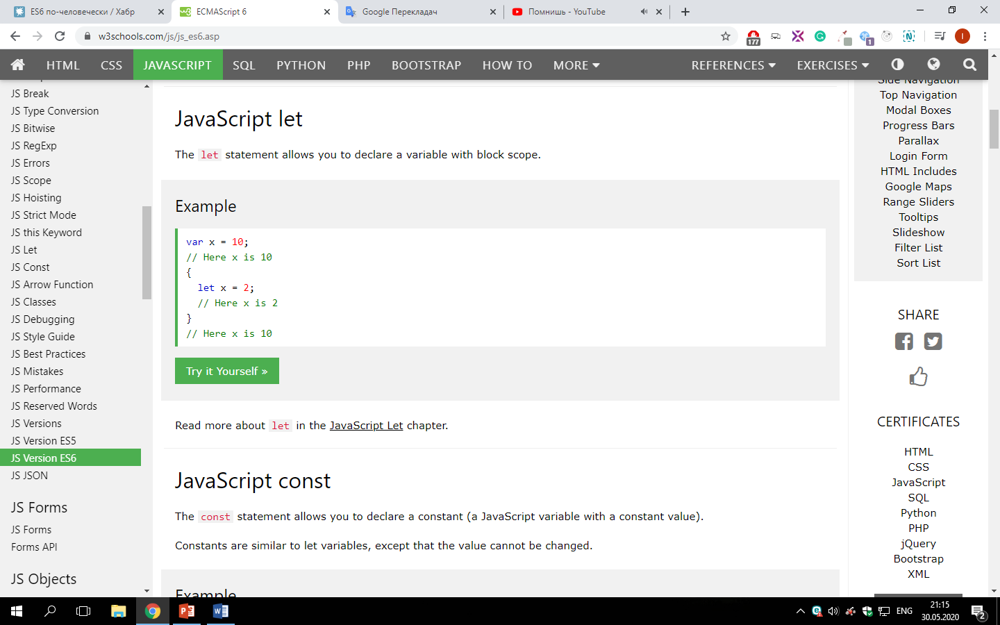 ES6 по-человечески / Хабр
ECMAScript 6
Google Перекладач
Помнишь - YouTube
w3schools.com/js/js_es6.asp
177
1
I
HTML CSS JAVASCRIPT SQL PYTHON PHP BOOTSTRAP HOW TO MORE REFERENCES EXERCISES
JS Break
JS Type Conversion
JS Bitwise
JS RegExp
JS Errors
JS Scope
JS Hoisting
JS Strict Mode
JS this Keyword
JS Let
JS Const
JS Arrow Function
JS Classes
JS Debugging
JS Style Guide
JS Best Practices
JS Mistakes
JS Performance
JS Reserved Words
JS Versions
JS Version ES5
JS Version ES6
JS JSON
JS Forms
JS Forms
Forms API
JS Objects
JavaScript let
The let statement allows you to declare a variable with block scope.
Example
var x = 10;
// Here x is 10
{
let x = 2;
// Here x is 2
}
// Here x is 10
Try it Yourself »
Read more about let in the JavaScript Let chapter.
JavaScript const
The const statement allows you to declare a constant (a JavaScript variable with a constant value).
Constants are similar to let variables, except that the value cannot be changed.
Example
Side Navigation
Top Navigation
Modal Boxes
Progress Bars
Parallax
Login Form
HTML Includes
Google Maps
Range Sliders
Tooltips
Slideshow
Filter List
Sort List
SHARE
CERTIFICATES
HTML
CSS
JavaScript
SQL
Python
PHP
jQuery
Bootstrap
XML
ENG
21:15
30.05.2020
2